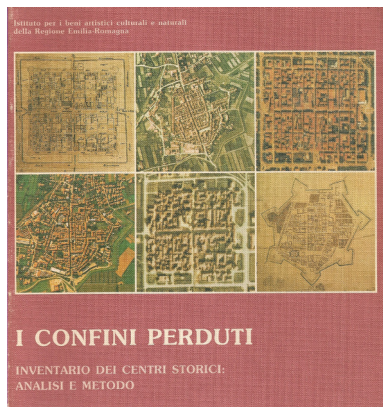 Istituto per i beni artistici culturali e naturali
della Regione Emilia-Romagna
I CONFINI PERDUTI
INVENTARIO DEI CENTRI STORICI:
ANALISI E METODO